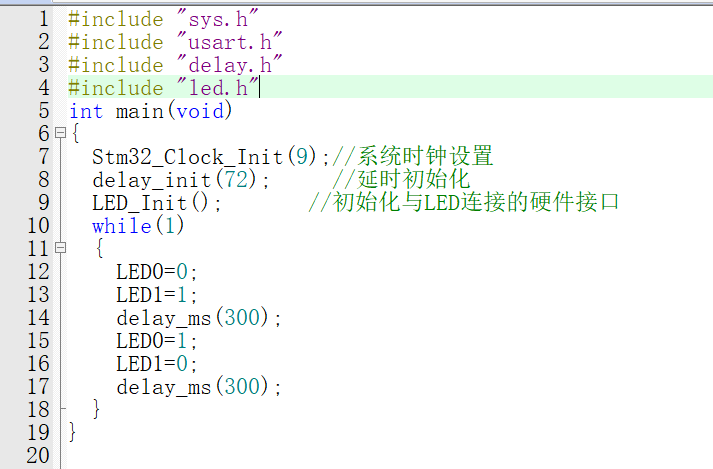 1 #include "sys.h"
2 #include "usart.h"
3 #include "delay.h"
4 #include "led.h"
5 int main(void)
6 {
7 Stm32_Clock_Init(9);//系统时钟设置
8 delay_init(72); //延时初始化
9 LED_Init(); //初始化与LED连接的硬件接口
10 while(1)
11 {
12 LED0=0;
13 LED1=1;
14 delay_ms(300);
15 LED0=1;
16 LED1=0;
17 delay_ms(300);
18 }
19 }
20